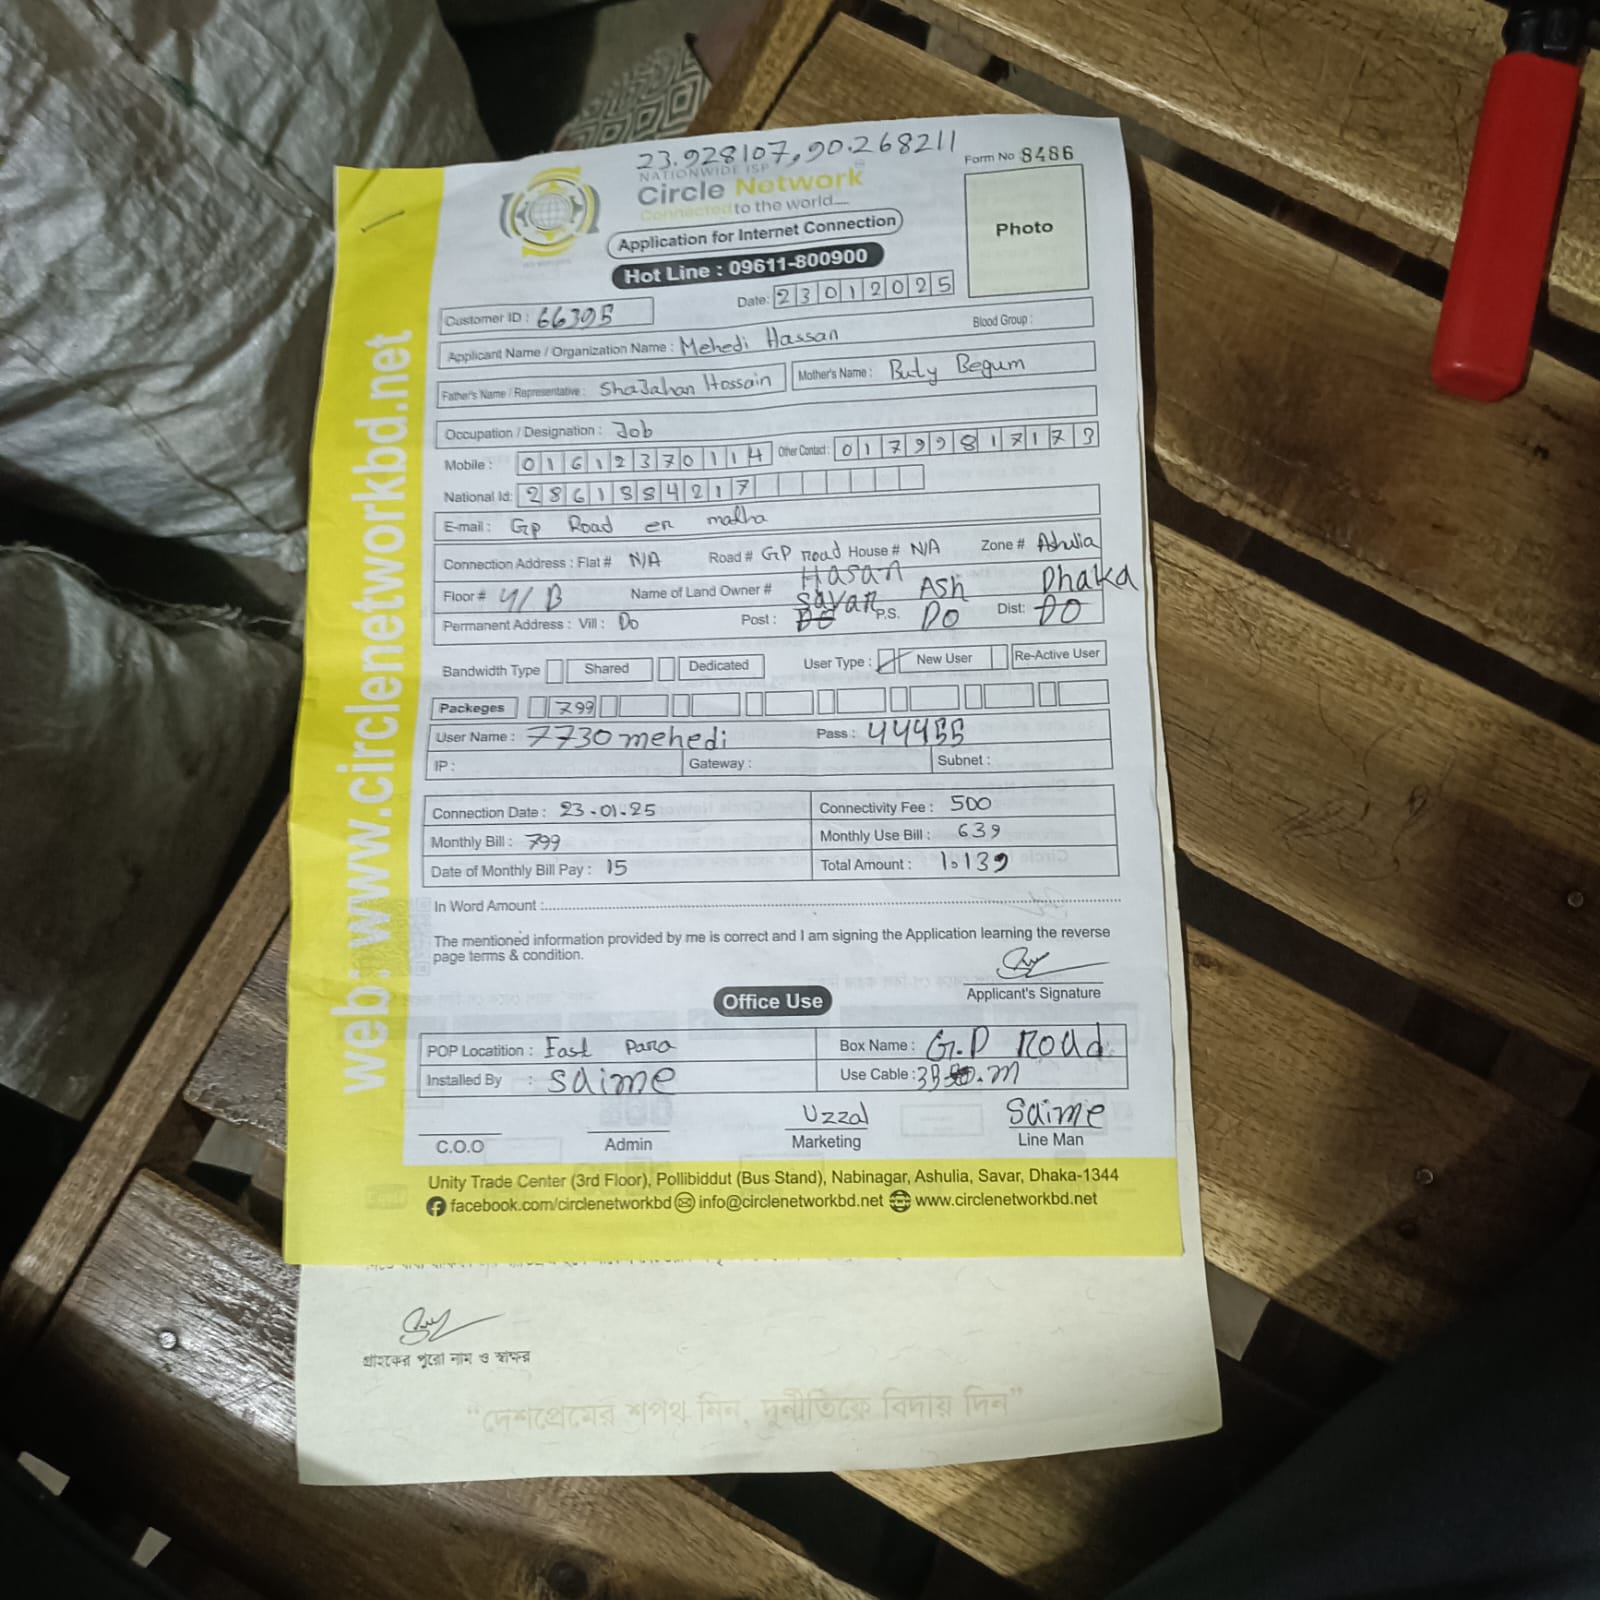 23.928107, 90.268211
NATIONWIDE ISP
Circle Network
Connected to the world....
Form No 8486
Photo
Application for Internet Connection
Hot Line : 09611-800900
Date: 23012025
Customer ID : 66395
Applicant Name / Organization Name : Mehedi Hassan Blood Group :
Father's Name / Representative : ShaJahan Hossain Mother's Name : Buty Begum
Occupation / Designation : Job
Mobile : 01612370114 Other Contact : 01799817173
National Id: 2861884217
E-mail : Gp Road er matha
Connection Address : Flat # N/A Road # GP road House # N/A Zone # Ashulia
Floor # 4/B Name of Land Owner # Hasan
Savar Ash Dhaka
Permanent Address : Vill : Do Post : P.S. DO Dist: DO
Bandwidth Type Shared Dedicated User Type : New User Re-Active User
Packeges 799
User Name : 7730mehedi Pass : 44455
IP : Gateway : Subnet :
Connection Date : 23-01-25 Connectivity Fee : 500
Monthly Bill : 799 Monthly Use Bill : 639
Date of Monthly Bill Pay : 15 Total Amount : 1.139
In Word Amount :
The mentioned information provided by me is correct and I am signing the Application learning the reverse
page terms & condition.
Applicant's Signature
Office Use
POP Locatition : East para Box Name : G.P Road
Installed By : Saime Use Cable :
Uzzal Saime
C.O.O Admin Marketing Line Man
Unity Trade Center (3rd Floor), Pollibiddut (Bus Stand), Nabinagar, Ashulia, Savar, Dhaka-1344
facebook.com/circlenetworkbd info@circlenetworkbd.net www.circlenetworkbd.net
web: www.circlenetworkbd.net
গ্রাহকের পুরো নাম ও স্বাক্ষর
"দেশপ্রেমের শপথ নিন, দুর্নীতিকে বিদায় দিন"